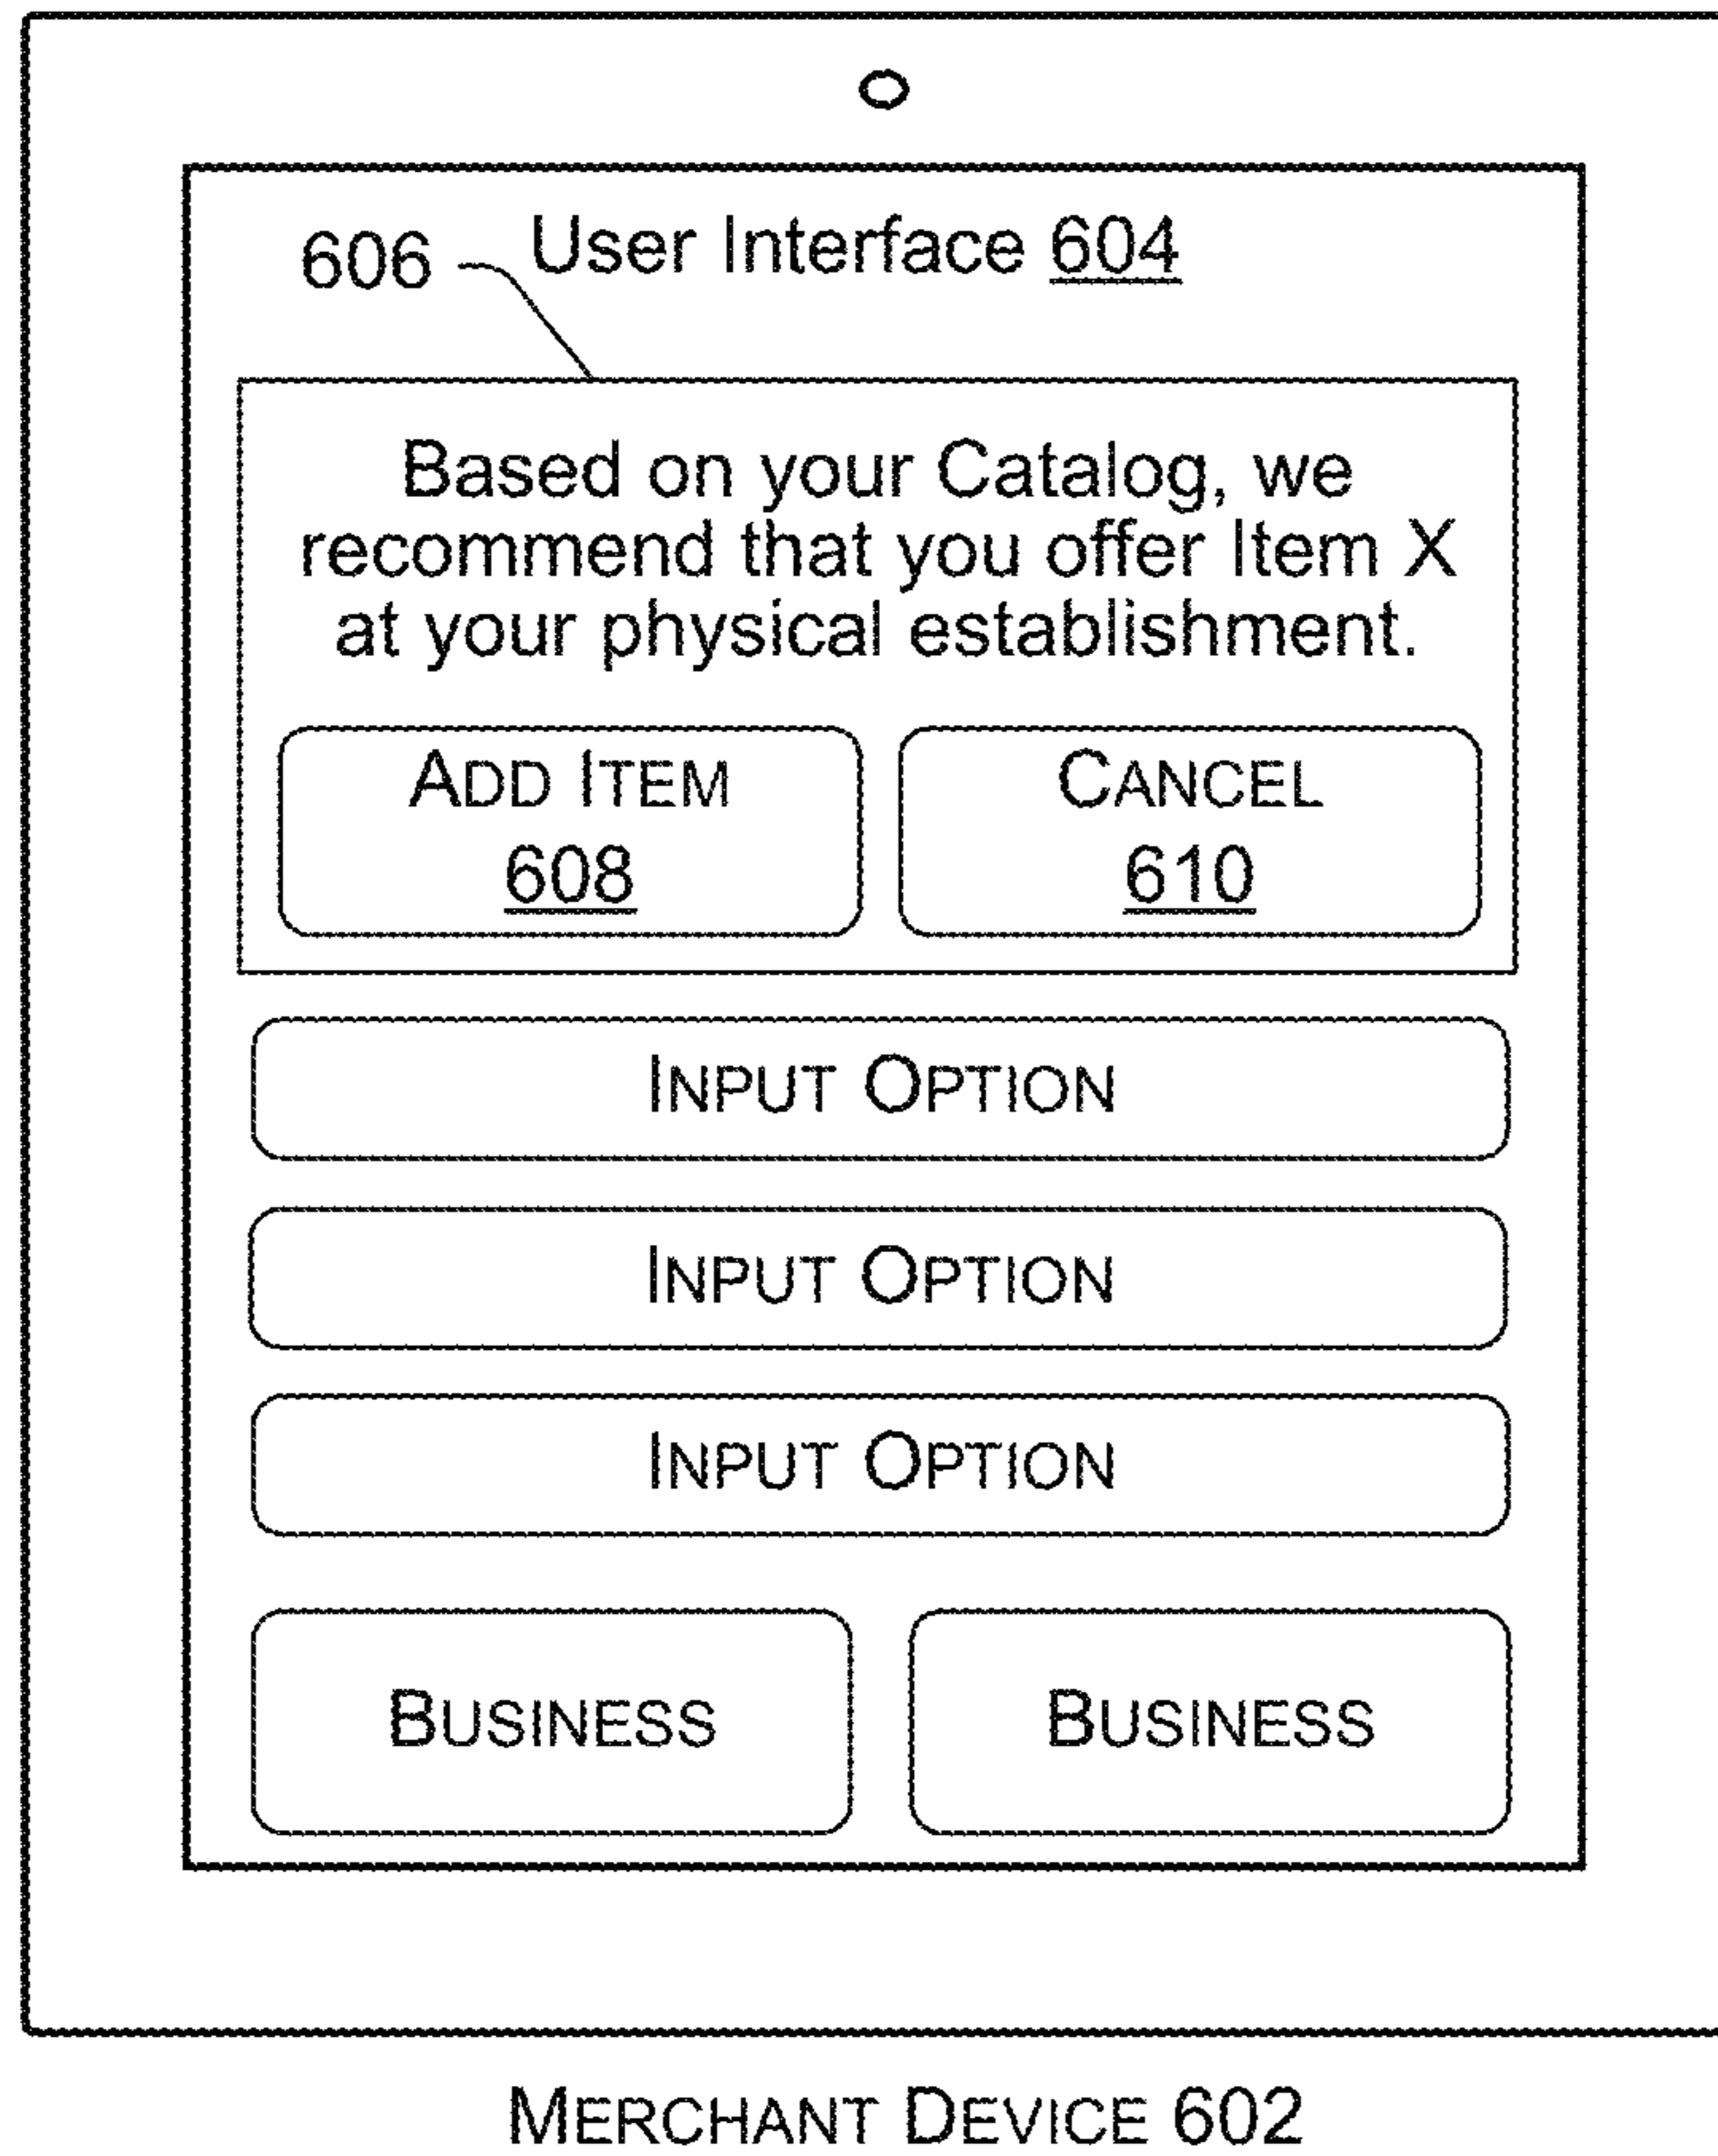 606 User Interface 604
Based on your Catalog, we
recommend that you offer Item X
at your physical establishment.
ADD ITEM
608
CANCEL
610
INPUT OPTION
INPUT OPTION
INPUT OPTION
BUSINESS
BUSINESS
MERCHANT DEVICE 602